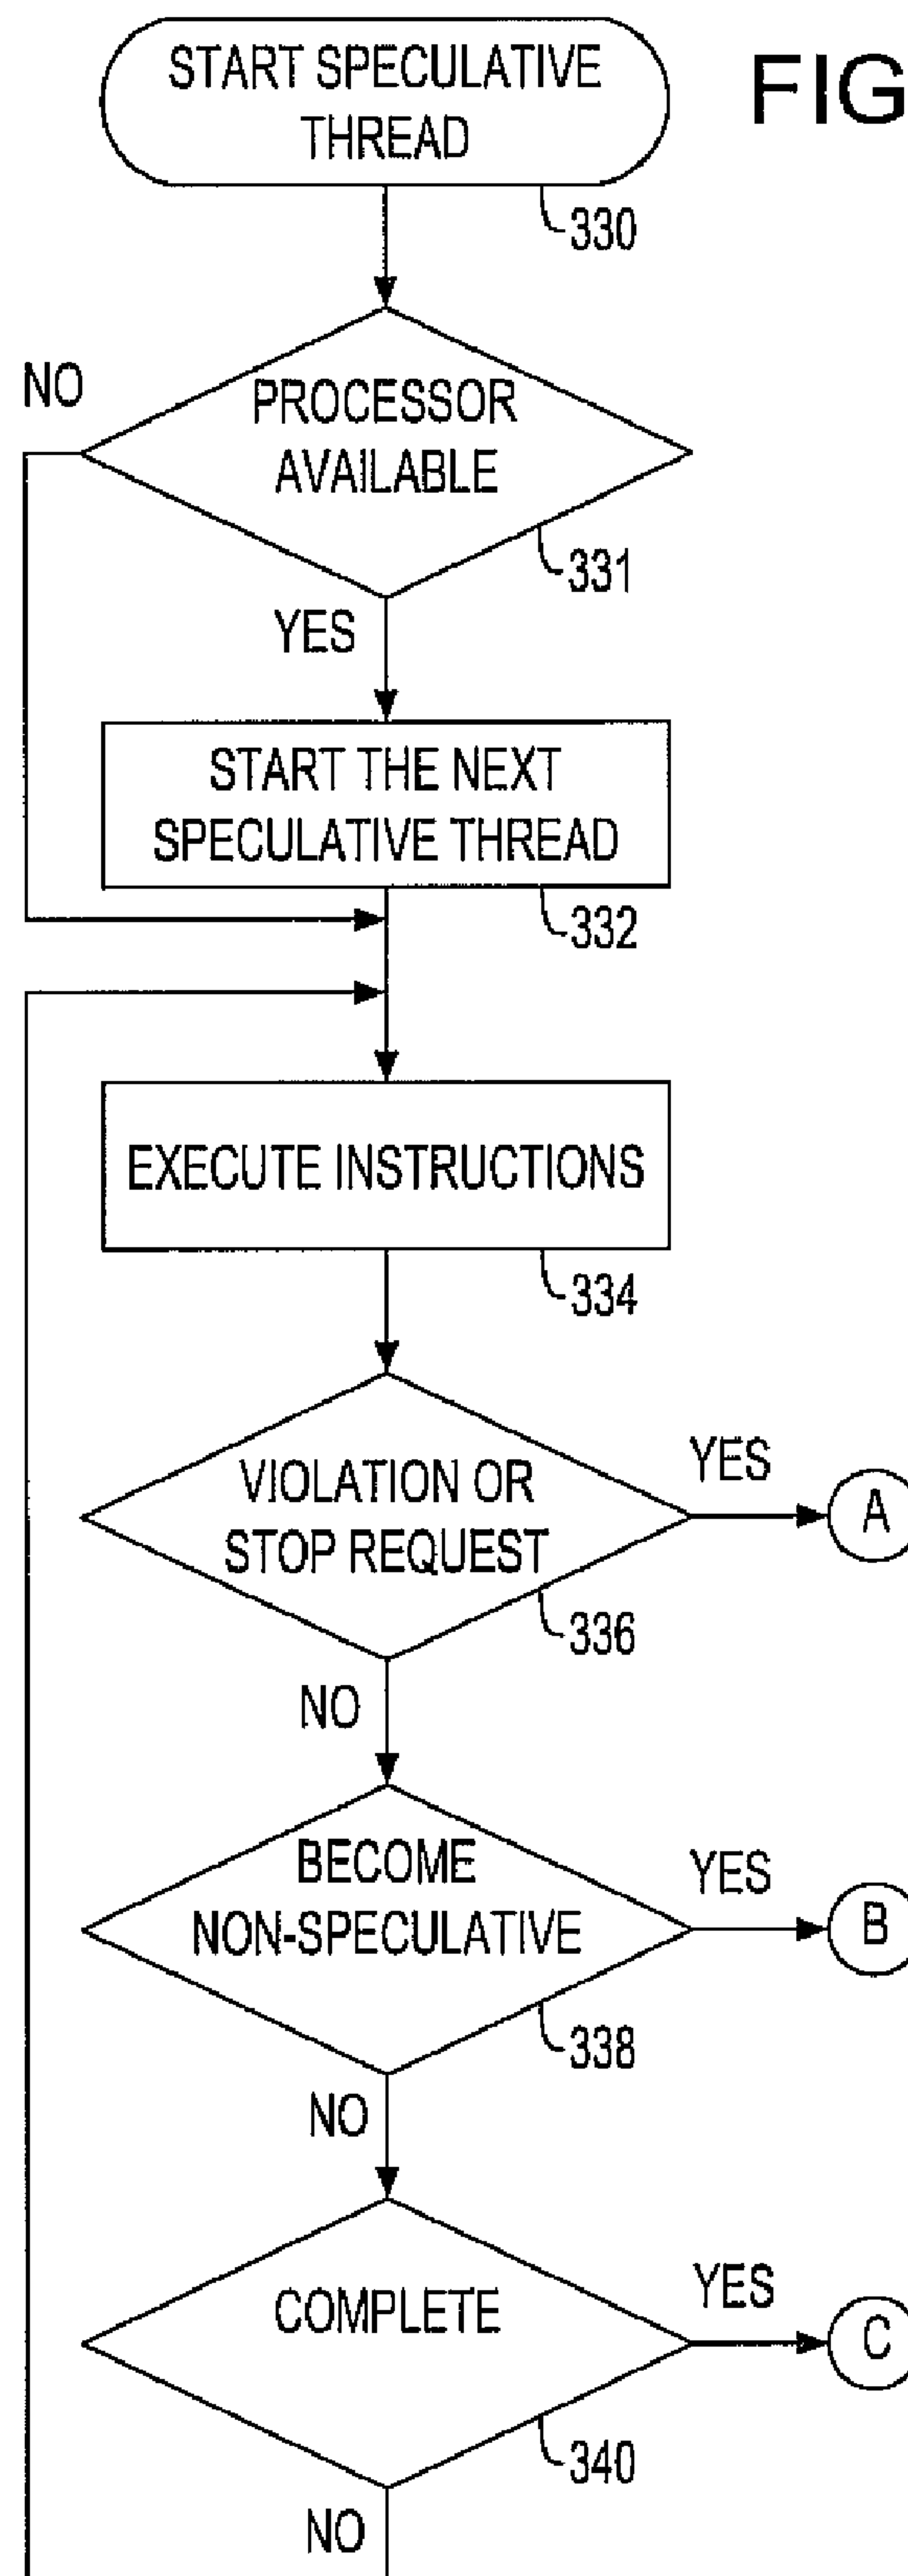 START SPECULATIVE
THREAD
FIG
330
NO
PROCESSOR
AVAILABLE
331
YES
START THE NEXT
SPECULATIVE THREAD
332
EXECUTE INSTRUCTIONS
334
VIOLATION OR
STOP REQUEST
YES
A
336
NO
BECOME
NON-SPECULATIVE
YES
B
338
NO
COMPLETE
YES
C
340
NO